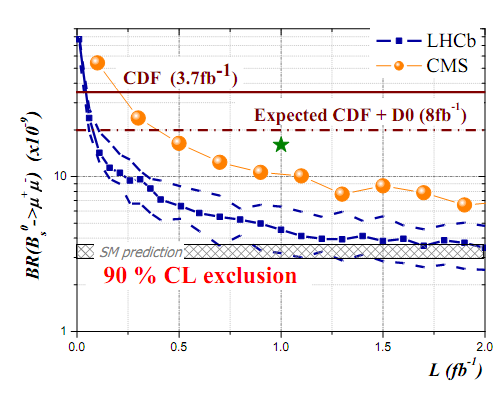 LHCb
CMS
CDF (3.7fb⁻¹)
Expected CDF + D0 (8fb⁻¹)
BR(Bₛ⁰->μ⁺μ⁻) (x10⁻⁹)
10
1
SM prediction
90 % CL exclusion
0.0 0.5 1.0 1.5 2.0
L (fb⁻¹)